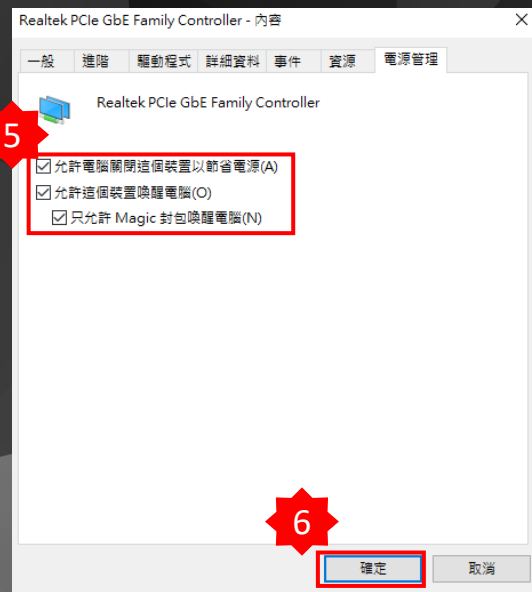 Realtek PCIe GbE Family Controller - 內容
一般 進階 驅動程式 詳細資料 事件 資源 電源管理
Realtek PCIe GbE Family Controller
5
允許電腦關閉這個裝置以節省電源(A)
允許這個裝置喚醒電腦(O)
只允許 Magic 封包喚醒電腦(N)
6
確定 取消